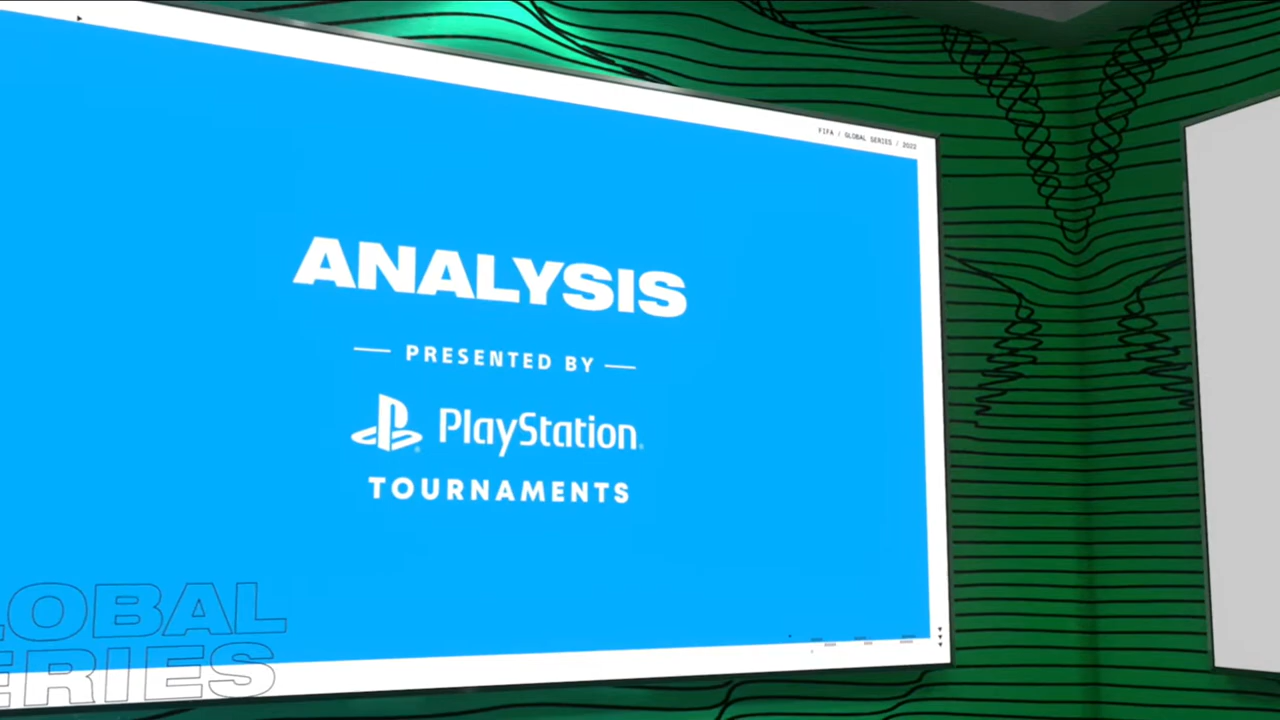 FIFA / GLOBAL SERIES / 2022
ANALYSIS
PRESENTED BY
PlayStation
TOURNAMENTS
LOBAL
ERIES